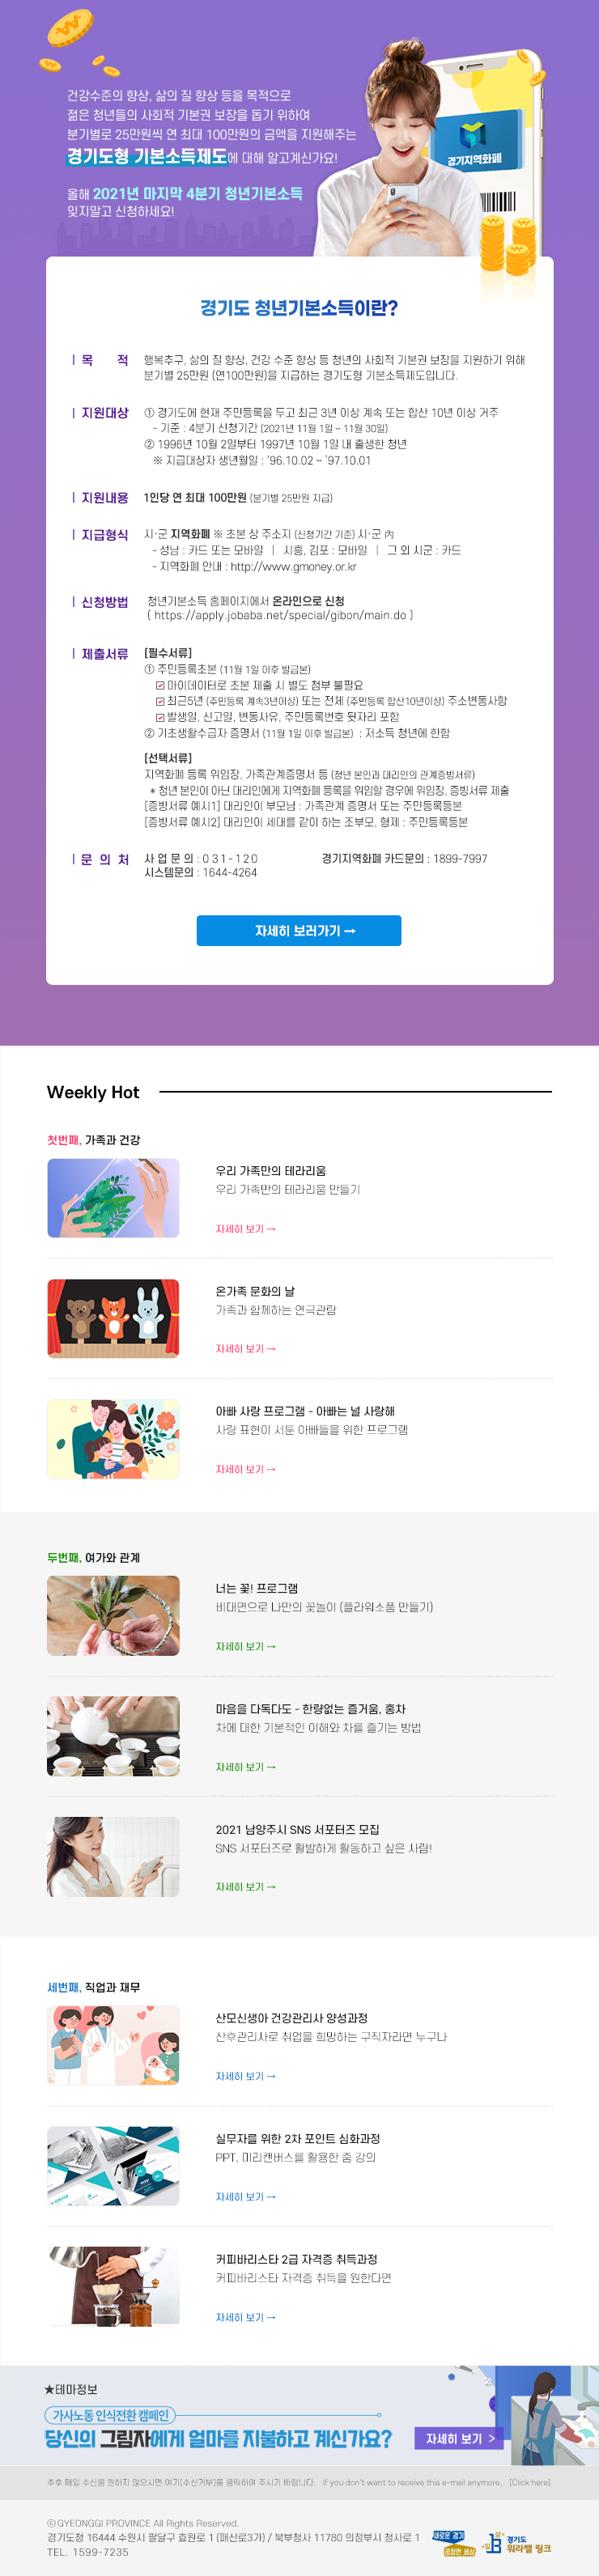 건강수준의 향상, 삶의 질 향상 등을 목적으로
젊은 청년들의 사회적 기본권 보장을 돕기 위하여
분기별로 25만원씩 연 최대 100만원의 금액을 지원해주는
경기도형 기본소득제도에 대해 알고계신가요!
올해 2021년 마지막 4분기 청년기본소득
잊지말고 신청하세요!
경기지역화폐
경기도 청년기본소득이란?
목 적
행복추구, 삶의 질 향상, 건강 수준 향상 등 청년의 사회적 기본권 보장을 지원하기 위해
분기별 25만원 (연100만원)을 지급하는 경기도형 기본소득제도입니다.
지원대상
① 경기도에 현재 주민등록을 두고 최근 3년 이상 계속 또는 합산 10년 이상 거주
- 기준 : 4분기 신청기간 (2021년 11월 1일 ~ 11월 30일)
② 1996년 10월 2일부터 1997년 10월 1일 내 출생한 청년
※ 지급대상자 생년월일 : '96.10.02 ~ '97.10.01
지원내용
1인당 연 최대 100만원 (분기별 25만원 지급)
지급형식
시·군 지역화폐 ※ 초본 상 주소지 (신청기간 기준) 시·군 內
- 성남 : 카드 또는 모바일 | 시흥, 김포 : 모바일 | 그 외 시군 : 카드
- 지역화폐 안내 : http://www.gmoney.or.kr
신청방법
청년기본소득 홈페이지에서 온라인으로 신청
( https://apply.jobaba.net/special/gibon/main.do )
제출서류
[필수서류]
① 주민등록초본 (11월 1일 이후 발급본)
☑ 마이데이터로 초본 제출 시 별도 첨부 불필요
☑ 최근5년 (주민등록 계속3년이상) 또는 전체 (주민등록 합산10년이상) 주소변동사항
☑ 발생일, 신고일, 변동사유, 주민등록번호 뒷자리 포함
② 기초생활수급자 증명서 (11월 1일 이후 발급본) : 저소득 청년에 한함
[선택서류]
지역화폐 등록 위임장, 가족관계증명서 등 (청년 본인과 대리인의 관계증빙서류)
* 청년 본인이 아닌 대리인에게 지역화폐 등록을 위임할 경우에 위임장, 증빙서류 제출
[증빙서류 예시1] 대리인이 부모님 : 가족관계 증명서 또는 주민등록등본
[증빙서류 예시2] 대리인이 세대를 같이 하는 조부모, 형제 : 주민등록등본
문 의 처
사 업 문 의 : 0 3 1 - 1 2 0 경기지역화폐 카드문의 : 1899-7997
시스템문의 : 1644-4264
자세히 보러가기 →
Weekly Hot
첫번째, 가족과 건강
우리 가족만의 테라리움
우리 가족만의 테라리움 만들기
자세히 보기 →
온가족 문화의 날
가족과 함께하는 연극관람
자세히 보기 →
아빠 사랑 프로그램 - 아빠는 널 사랑해
사랑 표현이 서툰 아빠들을 위한 프로그램
자세히 보기 →
두번째, 여가와 관계
너는 꽃! 프로그램
비대면으로 나만의 꽃놀이 (플라워소품 만들기)
자세히 보기 →
마음을 다독다도 - 한량없는 즐거움, 홍차
차에 대한 기본적인 이해와 차를 즐기는 방법
자세히 보기 →
2021 남양주시 SNS 서포터즈 모집
SNS 서포터즈로 활발하게 활동하고 싶은 사람!
자세히 보기 →
세번째, 직업과 재무
산모신생아 건강관리사 양성과정
산후관리사로 취업을 희망하는 구직자라면 누구나
자세히 보기 →
실무자를 위한 2차 포인트 심화과정
PPT, 미리캔버스를 활용한 줌 강의
자세히 보기 →
커피바리스타 2급 자격증 취득과정
커피바리스타 자격증 취득을 원한다면
자세히 보기 →
★테마정보
가사노동 인식전환 캠페인
당신의 그림자에게 얼마를 지불하고 계신가요?
자세히 보기 >
추후 메일 수신을 원하지 않으시면 여기[수신거부]를 클릭하여 주시기 바랍니다. If you don't want to receive this e-mail anymore, [Click here]
ⓒ GYEONGGI PROVINCE All Rights Reserved.
경기도청 16444 수원시 팔달구 효원로 1 (매산로3가) / 북부청사 11780 의정부시 청사로 1
TEL. 1599-7235
새로운 경기
공정한 세상
경기도
워라밸 링크